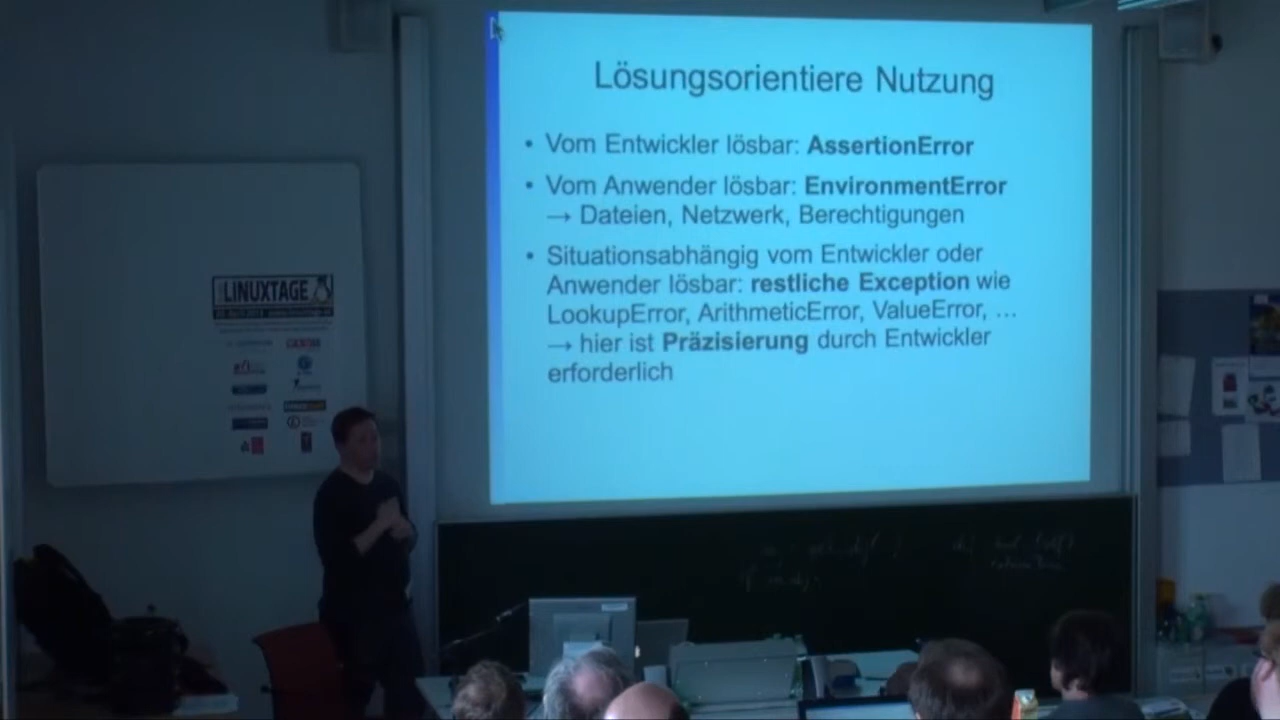 Lösungsorientiere Nutzung
• Vom Entwickler lösbar: AssertionError
• Vom Anwender lösbar: EnvironmentError
→ Dateien, Netzwerk, Berechtigungen
• Situationsabhängig vom Entwickler oder
Anwender lösbar: restliche Exception wie
LookupError, ArithmeticError, ValueError, …
→ hier ist Präzisierung durch Entwickler
erforderlich
LINUXTAGE